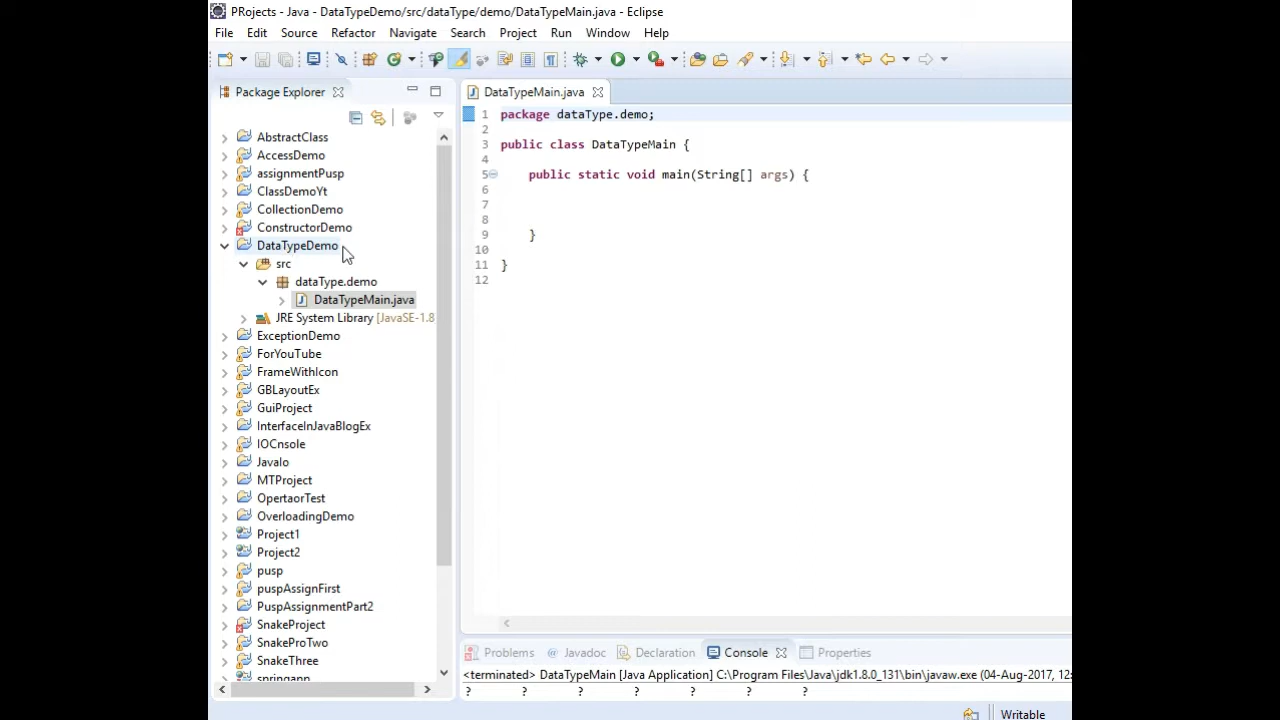 PRojects - Java - DataTypeDemo/src/dataType/demo/DataTypeMain.java - Eclipse
File Edit Source Refactor Navigate Search Project Run Window Help
Package Explorer
AbstractClass
AccessDemo
assignmentPusp
ClassDemoYt
CollectionDemo
ConstructorDemo
DataTypeDemo
src
dataType.demo
DataTypeMain.java
JRE System Library [JavaSE-1.8
ExceptionDemo
ForYouTube
FrameWithIcon
GBLayoutEx
GuiProject
InterfaceInJavaBlogEx
IOCnsole
JavaIo
MTProject
OpertaorTest
OverloadingDemo
Project1
Project2
pusp
puspAssignFirst
PuspAssignmentPart2
SnakeProject
SnakeProTwo
SnakeThree
springann
DataTypeMain.java
1 package dataType.demo;
2
3 public class DataTypeMain {
4
5 public static void main(String[] args) {
6
7
8
9 }
10
11 }
12
Problems @ Javadoc Declaration Console Properties
<terminated> DataTypeMain [Java Application] C:\Program Files\Java\jdk1.8.0_131\bin\javaw.exe (04-Aug-2017, 12:
? ? ? ? ? ? ?
Writable